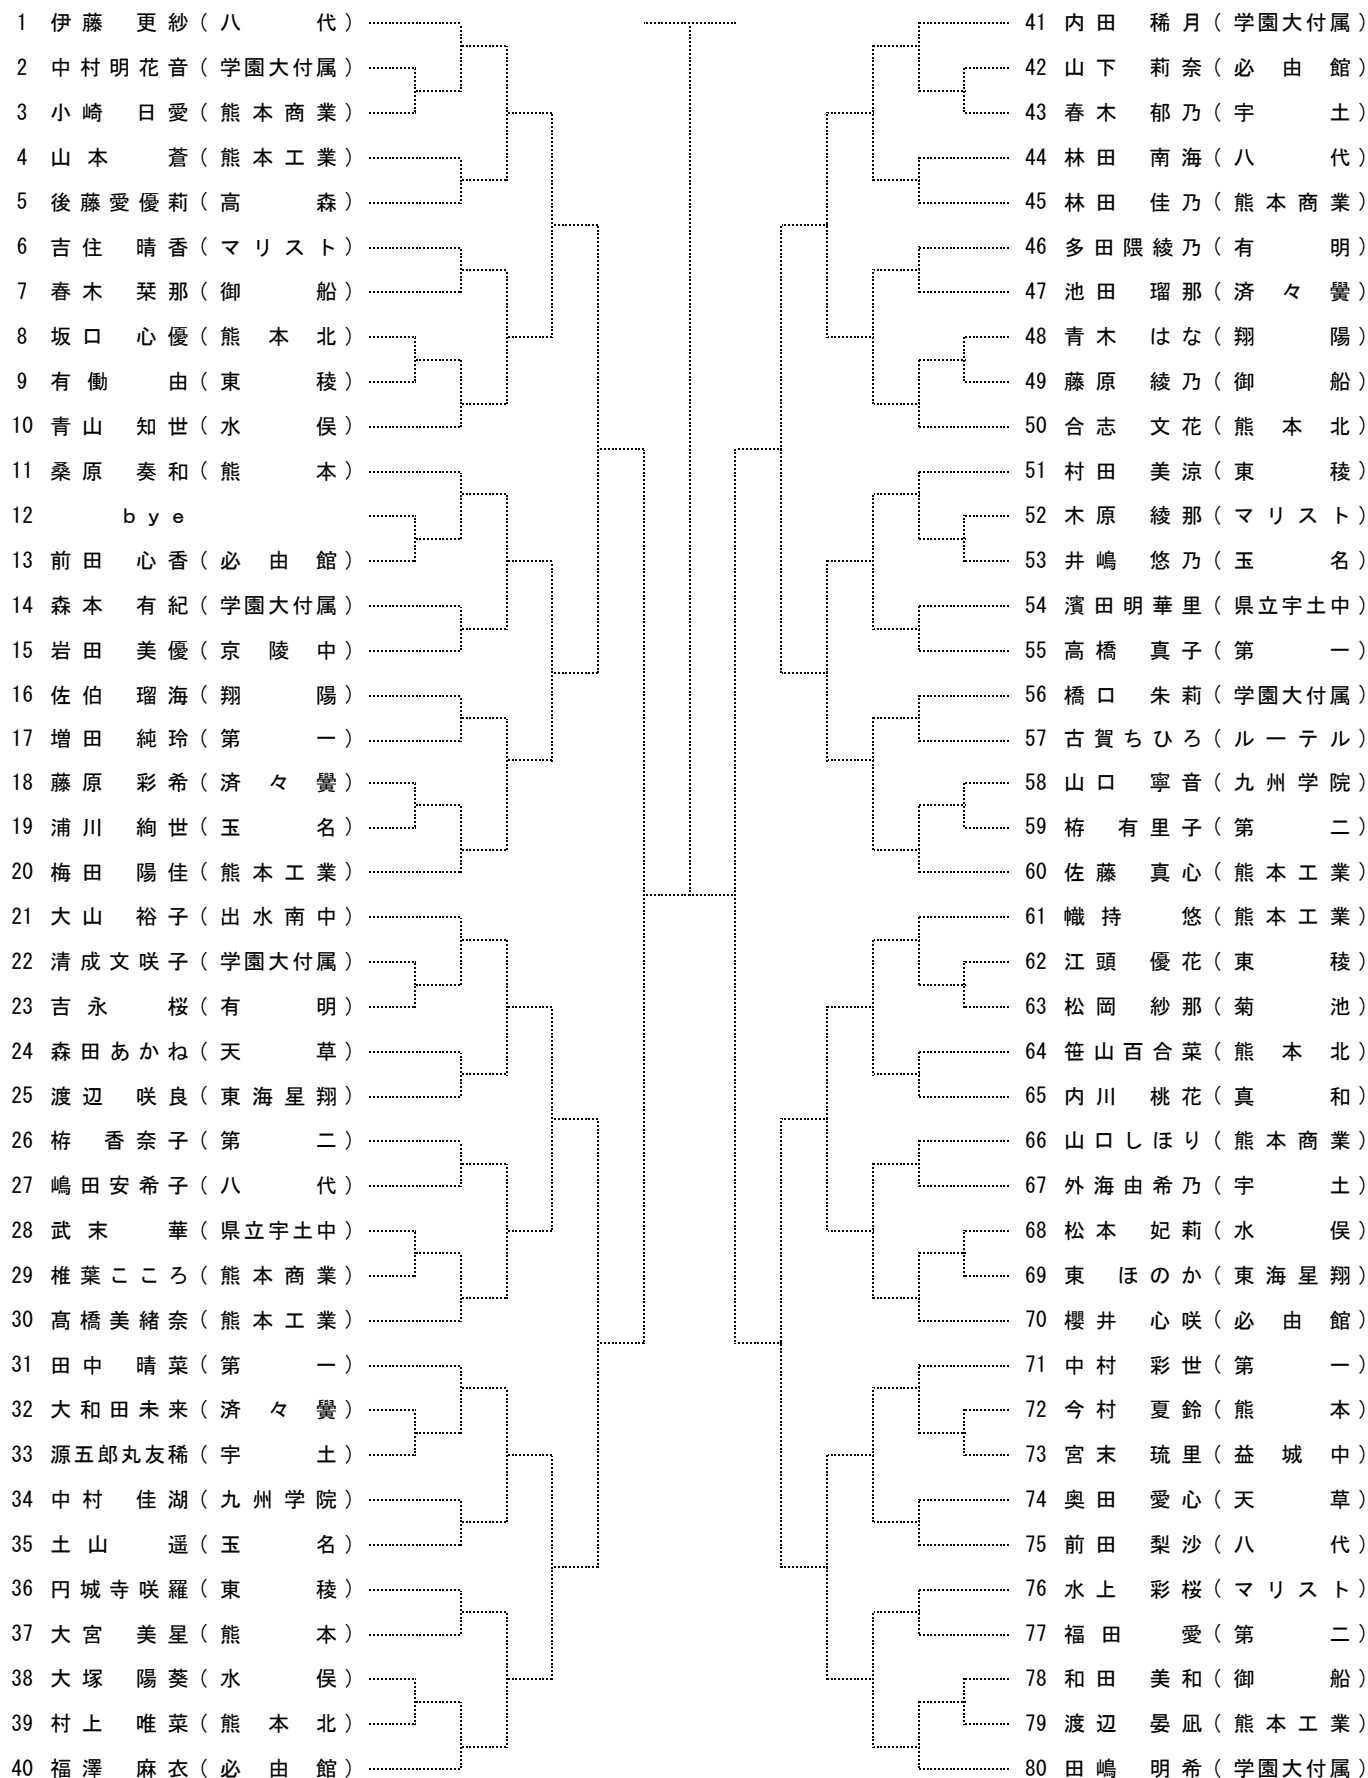 1 伊藤 更紗（八代）
2 中村明花音（学園大付属）
3 小崎 日愛（熊本商業）
4 山本 蒼（熊本工業）
5 後藤愛優莉（高森）
6 吉住 晴香（マリスト）
7 春木 栞那（御船）
8 坂口 心優（熊本北）
9 有働 由（東稜）
10 青山 知世（水俣）
11 桑原 奏和（熊本）
12 ｂｙｅ
13 前田 心香（必由館）
14 森本 有紀（学園大付属）
15 岩田 美優（京陵中）
16 佐伯 瑠海（翔陽）
17 増田 純玲（第一）
18 藤原 彩希（済々黌）
19 浦川 絢世（玉名）
20 梅田 陽佳（熊本工業）
21 大山 裕子（出水南中）
22 清成文咲子（学園大付属）
23 吉永 桜（有明）
24 森田あかね（天草）
25 渡辺 咲良（東海星翔）
26 栫 香奈子（第二）
27 嶋田安希子（八代）
28 武末 華（県立宇土中）
29 椎葉こころ（熊本商業）
30 髙橋美緒奈（熊本工業）
31 田中 晴菜（第一）
32 大和田未来（済々黌）
33 源五郎丸友稀（宇土）
34 中村 佳湖（九州学院）
35 土山 遥（玉名）
36 円城寺咲羅（東稜）
37 大宮 美星（熊本）
38 大塚 陽葵（水俣）
39 村上 唯菜（熊本北）
40 福澤 麻衣（必由館）
41 内田 稀月（学園大付属）
42 山下 莉奈（必由館）
43 春木 郁乃（宇土）
44 林田 南海（八代）
45 林田 佳乃（熊本商業）
46 多田隈綾乃（有明）
47 池田 瑠那（済々黌）
48 青木 はな（翔陽）
49 藤原 綾乃（御船）
50 合志 文花（熊本北）
51 村田 美涼（東稜）
52 木原 綾那（マリスト）
53 井嶋 悠乃（玉名）
54 濱田明華里（県立宇土中）
55 高橋 真子（第一）
56 橋口 朱莉（学園大付属）
57 古賀ちひろ（ルーテル）
58 山口 寧音（九州学院）
59 栫 有里子（第二）
60 佐藤 真心（熊本工業）
61 幟持 悠（熊本工業）
62 江頭 優花（東稜）
63 松岡 紗那（菊池）
64 笹山百合菜（熊本北）
65 内川 桃花（真和）
66 山口しほり（熊本商業）
67 外海由希乃（宇土）
68 松本 妃莉（水俣）
69 東 ほのか（東海星翔）
70 櫻井 心咲（必由館）
71 中村 彩世（第一）
72 今村 夏鈴（熊本）
73 宮末 琉里（益城中）
74 奥田 愛心（天草）
75 前田 梨沙（八代）
76 水上 彩桜（マリスト）
77 福田 愛（第二）
78 和田 美和（御船）
79 渡辺 晏凪（熊本工業）
80 田嶋 明希（学園大付属）